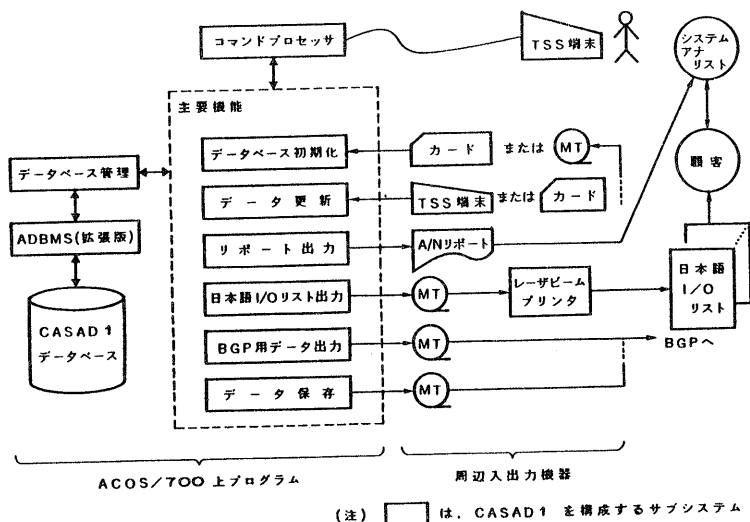 コマンドプロセッサ
TSS端末
システム
アナ
リスト
主要機能
データベース初期化
カード
または
MT
顧客
データベース管理
データ更新
TSS端末
または
カード
ADBMS(拡張版)
リポート出力
A/Nリポート
日本語I/Oリスト出力
MT
レーザビーム
プリンタ
日本語
I/O
リスト
CASAD1
データベース
BGP用データ出力
MT
BGPへ
データ保存
MT
ACOS/700上プログラム
周辺入出力機器
(注) は、CASAD1 を構成するサブシステム